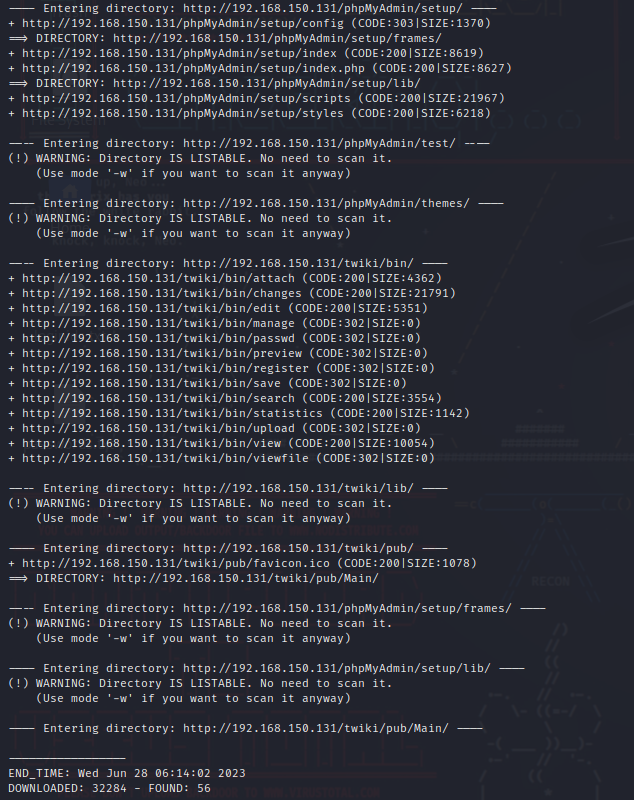 ---- Entering directory: http://192.168.150.131/phpMyAdmin/setup/ ----
+ http://192.168.150.131/phpMyAdmin/setup/config (CODE:303|SIZE:1370)
==> DIRECTORY: http://192.168.150.131/phpMyAdmin/setup/frames/
+ http://192.168.150.131/phpMyAdmin/setup/index (CODE:200|SIZE:8619)
+ http://192.168.150.131/phpMyAdmin/setup/index.php (CODE:200|SIZE:8627)
==> DIRECTORY: http://192.168.150.131/phpMyAdmin/setup/lib/
+ http://192.168.150.131/phpMyAdmin/setup/scripts (CODE:200|SIZE:21967)
+ http://192.168.150.131/phpMyAdmin/setup/styles (CODE:200|SIZE:6218)
---- Entering directory: http://192.168.150.131/phpMyAdmin/test/ ----
(!) WARNING: Directory IS LISTABLE. No need to scan it.
(Use mode '-w' if you want to scan it anyway)
---- Entering directory: http://192.168.150.131/phpMyAdmin/themes/ ----
(!) WARNING: Directory IS LISTABLE. No need to scan it.
(Use mode '-w' if you want to scan it anyway)
---- Entering directory: http://192.168.150.131/twiki/bin/ ----
+ http://192.168.150.131/twiki/bin/attach (CODE:200|SIZE:4362)
+ http://192.168.150.131/twiki/bin/changes (CODE:200|SIZE:21791)
+ http://192.168.150.131/twiki/bin/edit (CODE:200|SIZE:5351)
+ http://192.168.150.131/twiki/bin/manage (CODE:302|SIZE:0)
+ http://192.168.150.131/twiki/bin/passwd (CODE:302|SIZE:0)
+ http://192.168.150.131/twiki/bin/preview (CODE:302|SIZE:0)
+ http://192.168.150.131/twiki/bin/register (CODE:302|SIZE:0)
+ http://192.168.150.131/twiki/bin/save (CODE:302|SIZE:0)
+ http://192.168.150.131/twiki/bin/search (CODE:200|SIZE:3554)
+ http://192.168.150.131/twiki/bin/statistics (CODE:200|SIZE:1142)
+ http://192.168.150.131/twiki/bin/upload (CODE:302|SIZE:0)
+ http://192.168.150.131/twiki/bin/view (CODE:200|SIZE:10054)
+ http://192.168.150.131/twiki/bin/viewfile (CODE:302|SIZE:0)
---- Entering directory: http://192.168.150.131/twiki/lib/ ----
(!) WARNING: Directory IS LISTABLE. No need to scan it.
(Use mode '-w' if you want to scan it anyway)
---- Entering directory: http://192.168.150.131/twiki/pub/ ----
+ http://192.168.150.131/twiki/pub/favicon.ico (CODE:200|SIZE:1078)
==> DIRECTORY: http://192.168.150.131/twiki/pub/Main/
RECON
---- Entering directory: http://192.168.150.131/phpMyAdmin/setup/frames/ ----
(!) WARNING: Directory IS LISTABLE. No need to scan it.
(Use mode '-w' if you want to scan it anyway)
---- Entering directory: http://192.168.150.131/phpMyAdmin/setup/lib/ ----
(!) WARNING: Directory IS LISTABLE. No need to scan it.
(Use mode '-w' if you want to scan it anyway)
---- Entering directory: http://192.168.150.131/twiki/pub/Main/ ----
-----------------
END_TIME: Wed Jun 28 06:14:02 2023
DOWNLOADED: 32284 - FOUND: 56